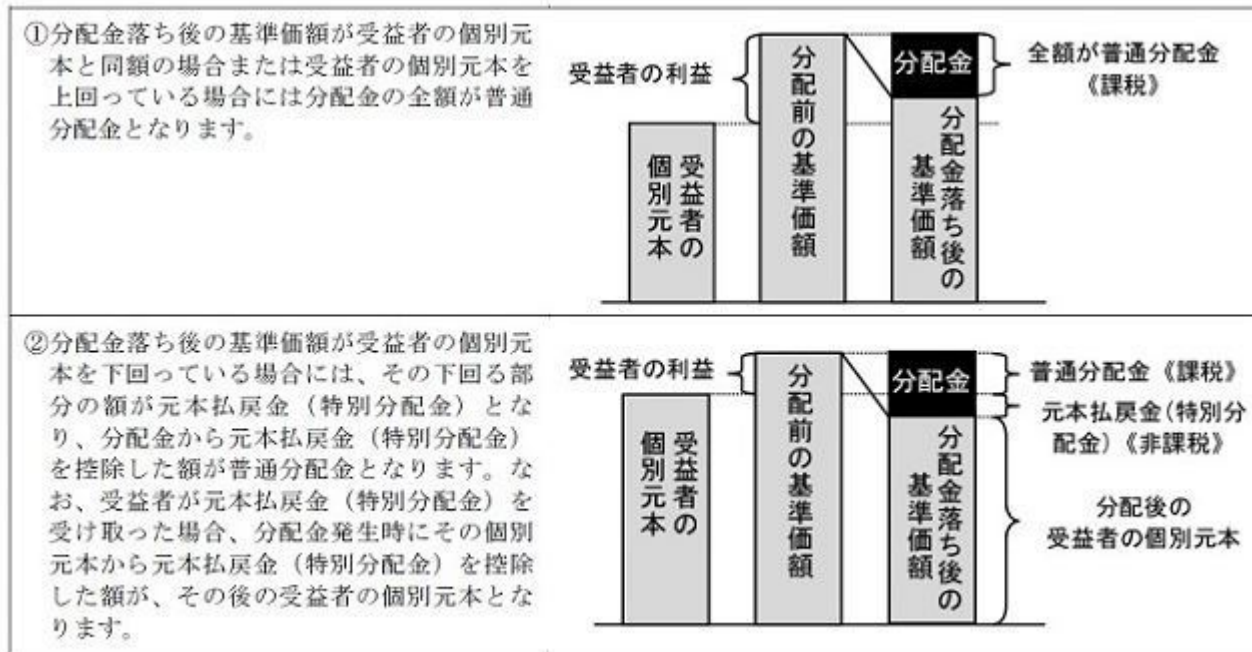 ①分配金落ち後の基準価額が受益者の個別元
本と同額の場合または受益者の個別元本を
上回っている場合には分配金の全額が普通
分配金となります。
受益者の利益
受益者の
個別元本
分配前の基準価額
分配金
分配金落ち後の
基準価額
全額が普通分配金
《課税》
②分配金落ち後の基準価額が受益者の個別元
本を下回っている場合には、その下回る部
分の額が元本払戻金（特別分配金）とな
り、分配金から元本払戻金（特別分配金）
を控除した額が普通分配金となります。な
お、受益者が元本払戻金（特別分配金）を
受け取った場合、分配金発生時にその個別
元本から元本払戻金（特別分配金）を控除
した額が、その後の受益者の個別元本とな
ります。
受益者の利益
受益者の
個別元本
分配前の基準価額
分配金
分配金落ち後の
基準価額
普通分配金《課税》
元本払戻金(特別分
配金)《非課税》
分配後の
受益者の個別元本